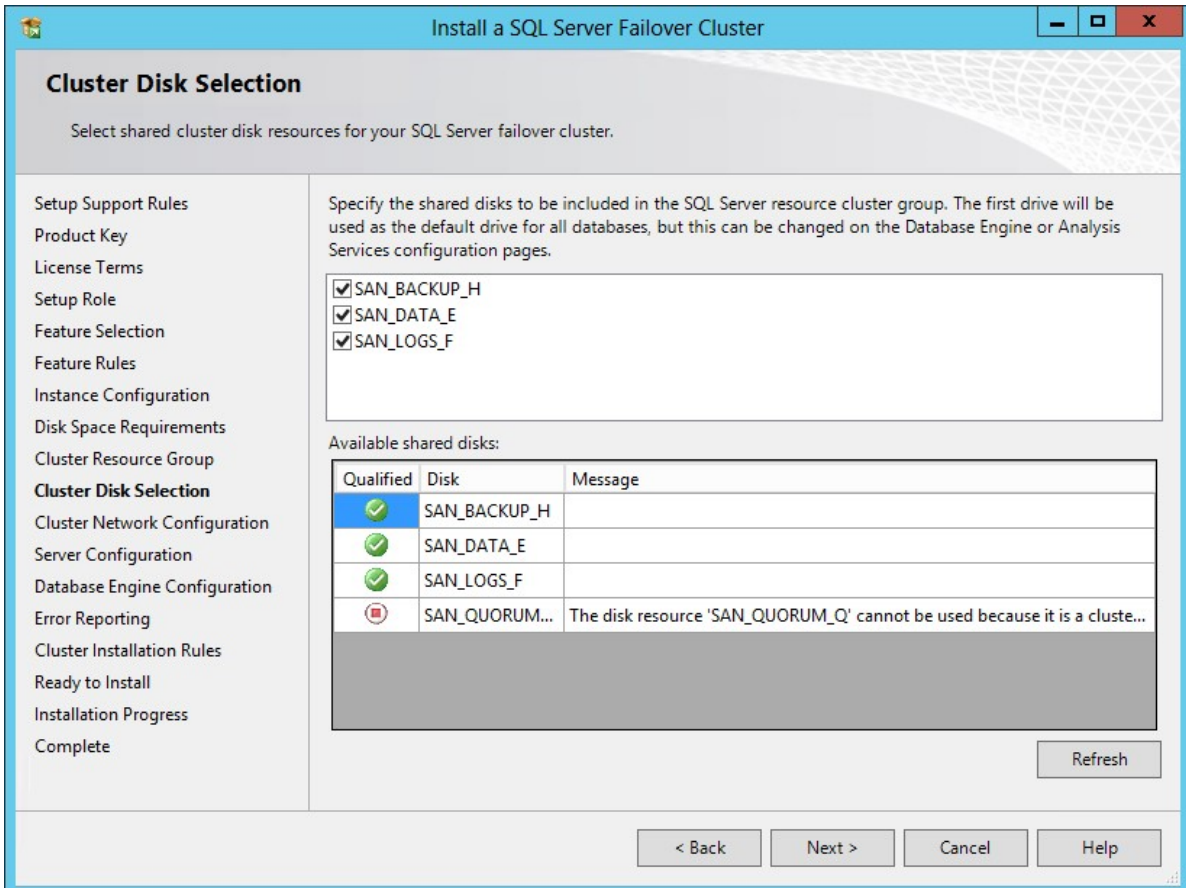 Install a SQL Server Failover Cluster
Cluster Disk Selection
Select shared cluster disk resources for your SQL Server failover cluster.
Setup Support Rules
Product Key
License Terms
Setup Role
Feature Selection
Feature Rules
Instance Configuration
Disk Space Requirements
Cluster Resource Group
Cluster Disk Selection
Cluster Network Configuration
Server Configuration
Database Engine Configuration
Error Reporting
Cluster Installation Rules
Ready to Install
Installation Progress
Complete
Specify the shared disks to be included in the SQL Server resource cluster group. The first drive will be
used as the default drive for all databases, but this can be changed on the Database Engine or Analysis
Services configuration pages.
SAN_BACKUP_H
SAN_DATA_E
SAN_LOGS_F
Available shared disks:
Qualified Disk Message
SAN_BACKUP_H
SAN_DATA_E
SAN_LOGS_F
SAN_QUORUM... The disk resource 'SAN_QUORUM_Q' cannot be used because it is a cluste...
Refresh
< Back Next > Cancel Help